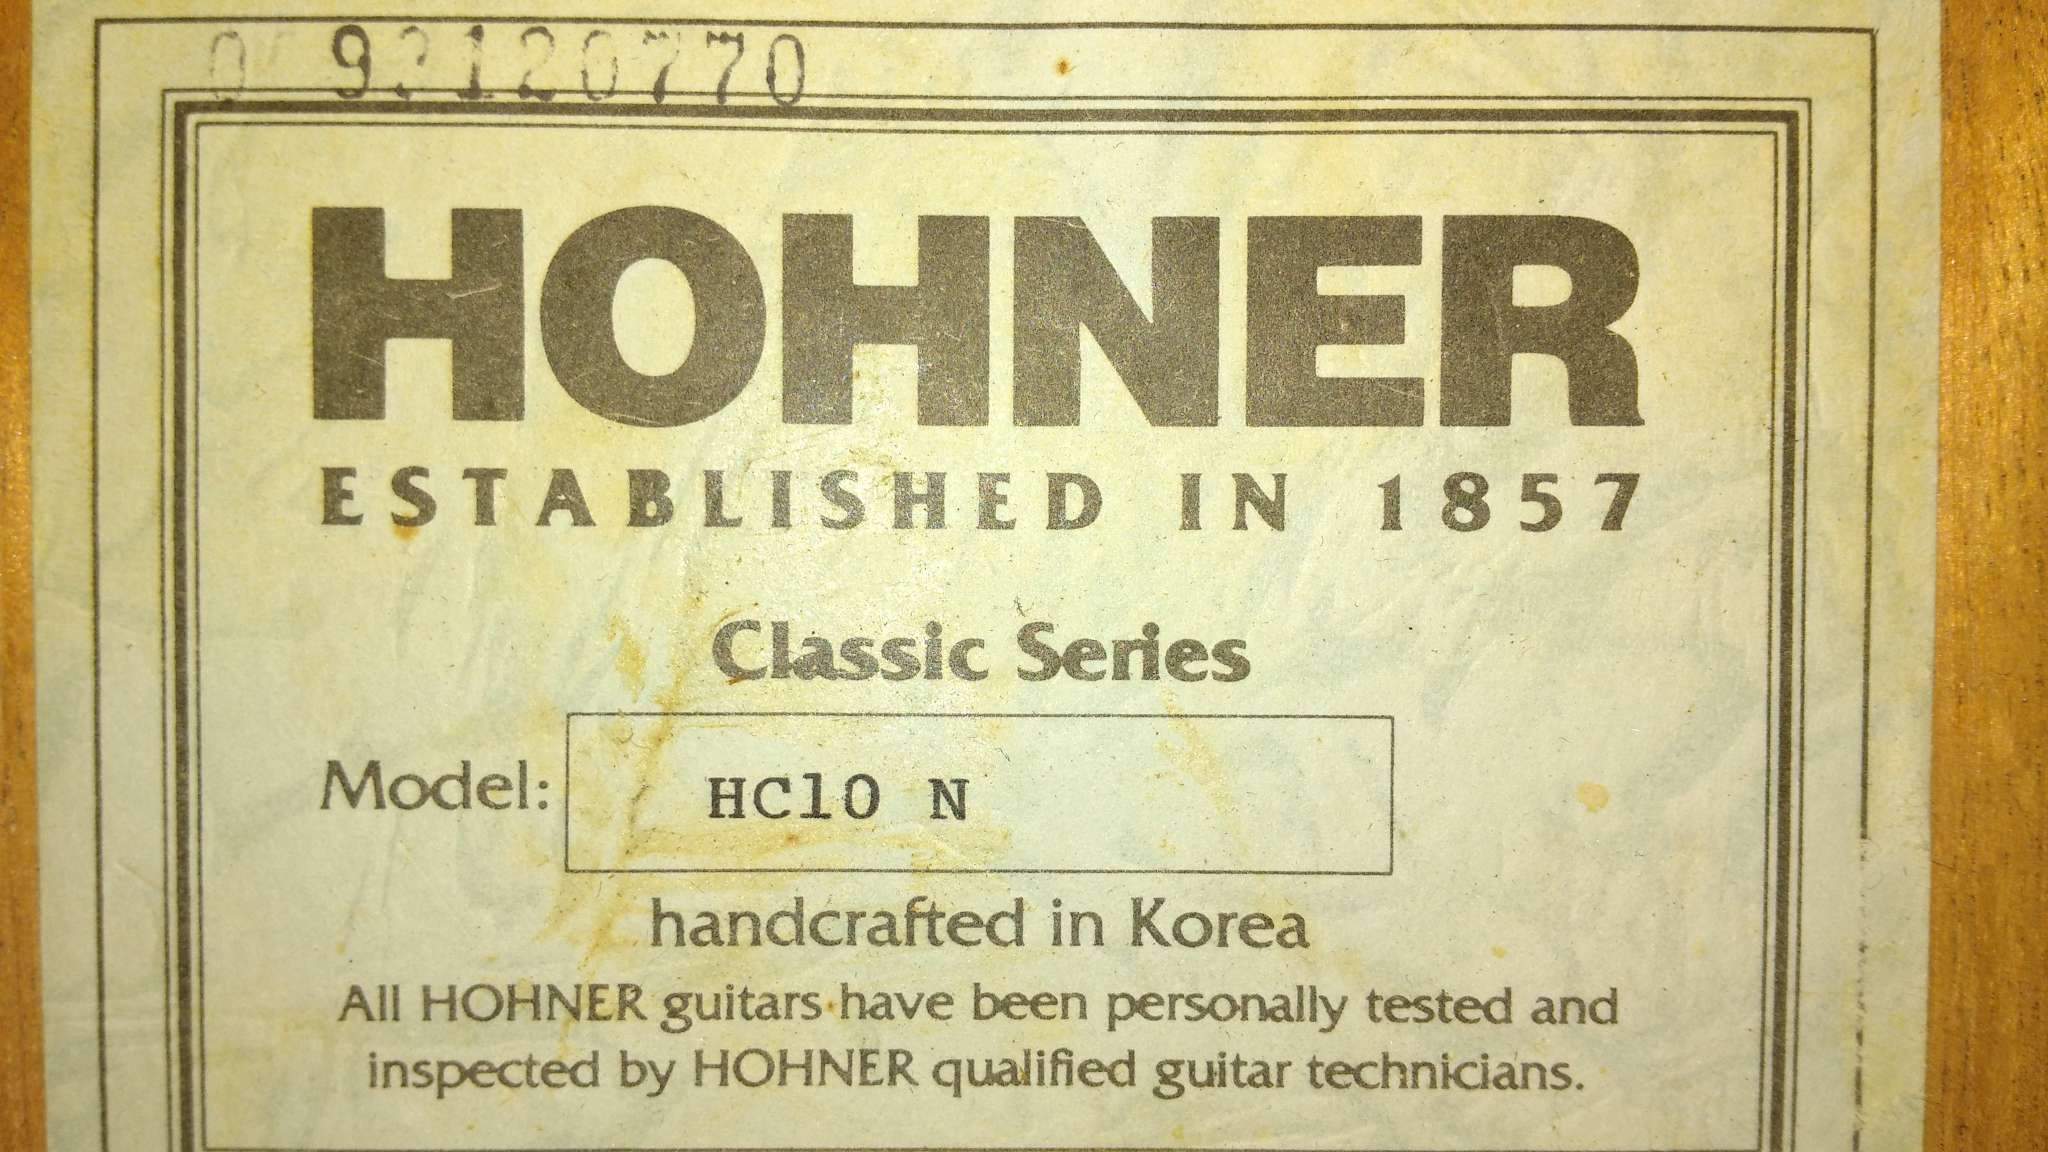 HOHNER
ESTABLISHED IN 1857
Classic Series
Model: HC10 N
handcrafted in Korea
All HOHNER guitars have been personally tested and
inspected by HOHNER qualified guitar technicians.